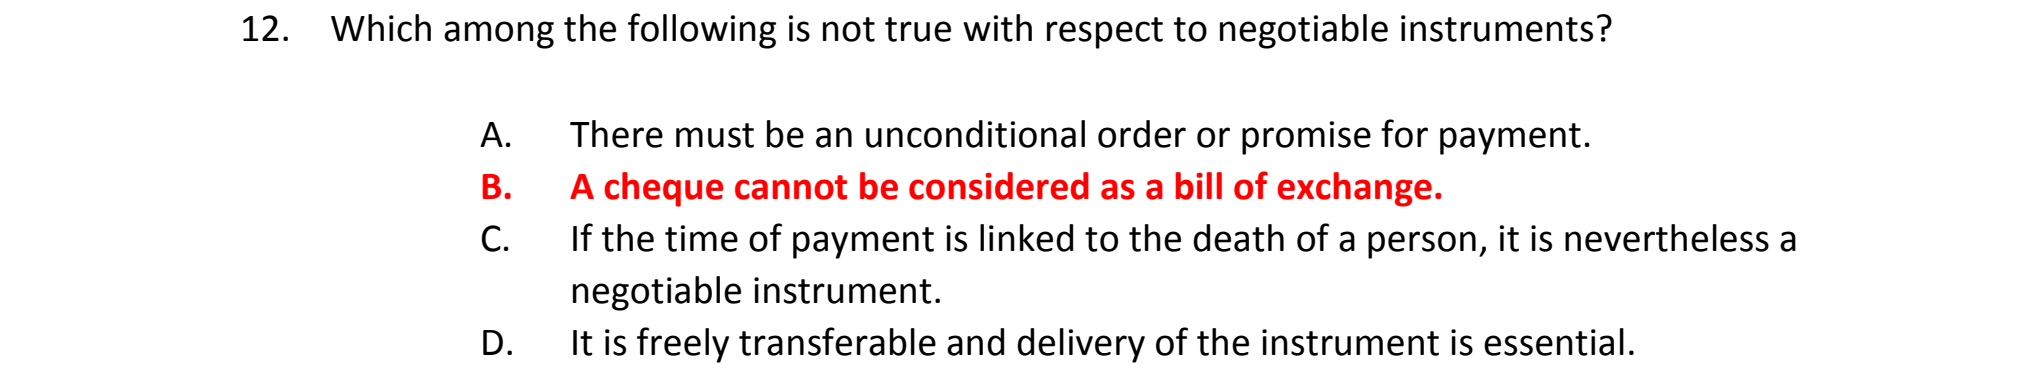 12. Which among the following is not true with respect to negotiable instruments?
A. There must be an unconditional order or promise for payment.
B. A cheque cannot be considered as a bill of exchange.
C. If the time of payment is linked to the death of a person, it is nevertheless a
negotiable instrument.
D. It is freely transferable and delivery of the instrument is essential.